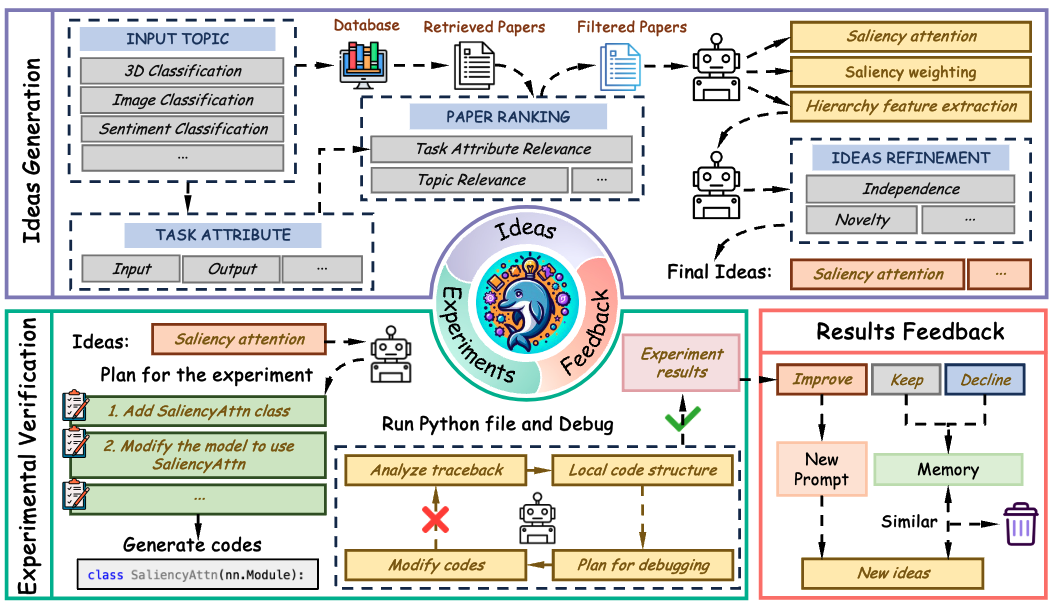 Ideas Generation
INPUT TOPIC
3D Classification
Image Classification
Sentiment Classification
...
TASK ATTRIBUTE
Input
Output
...
Database
Retrieved Papers
Filtered Papers
PAPER RANKING
Task Attribute Relevance
Topic Relevance
...
Saliency attention
Saliency weighting
Hierarchy feature extraction
IDEAS REFINEMENT
Independence
Novelty
...
Final Ideas:
Saliency attention
...
Ideas
Experiments
Feedback
Experimental Verification
Ideas:
Saliency attention
Plan for the experiment
1. Add SaliencyAttn class
2. Modify the model to use
SaliencyAttn
...
Generate codes
class SaliencyAttn(nn.Module):
Run Python file and Debug
Analyze traceback
Local code structure
Modify codes
Plan for debugging
Experiment
results
Results Feedback
Improve
Keep
Decline
New
Prompt
Memory
Similar
New ideas